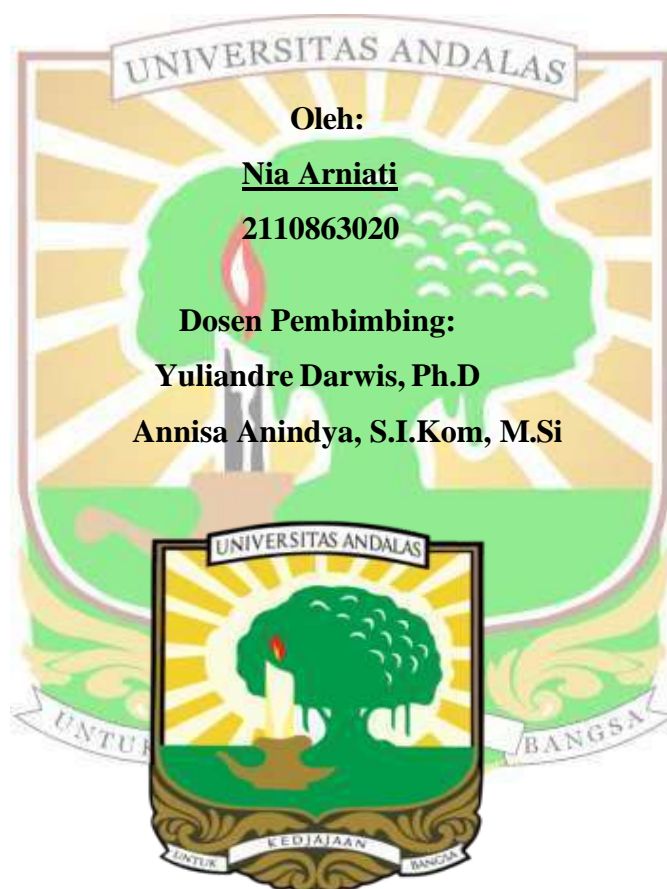 UNIVERSITAS ANDALAS
Oleh:
Nia Arniati
2110863020
Dosen Pembimbing:
Yuliandre Darwis, Ph.D
Annisa Anindya, S.I.Kom, M.Si
UNIVERSITAS ANDALAS
UNTUK
BANGSA
UNTUK KEDJAJAAN BANGSA